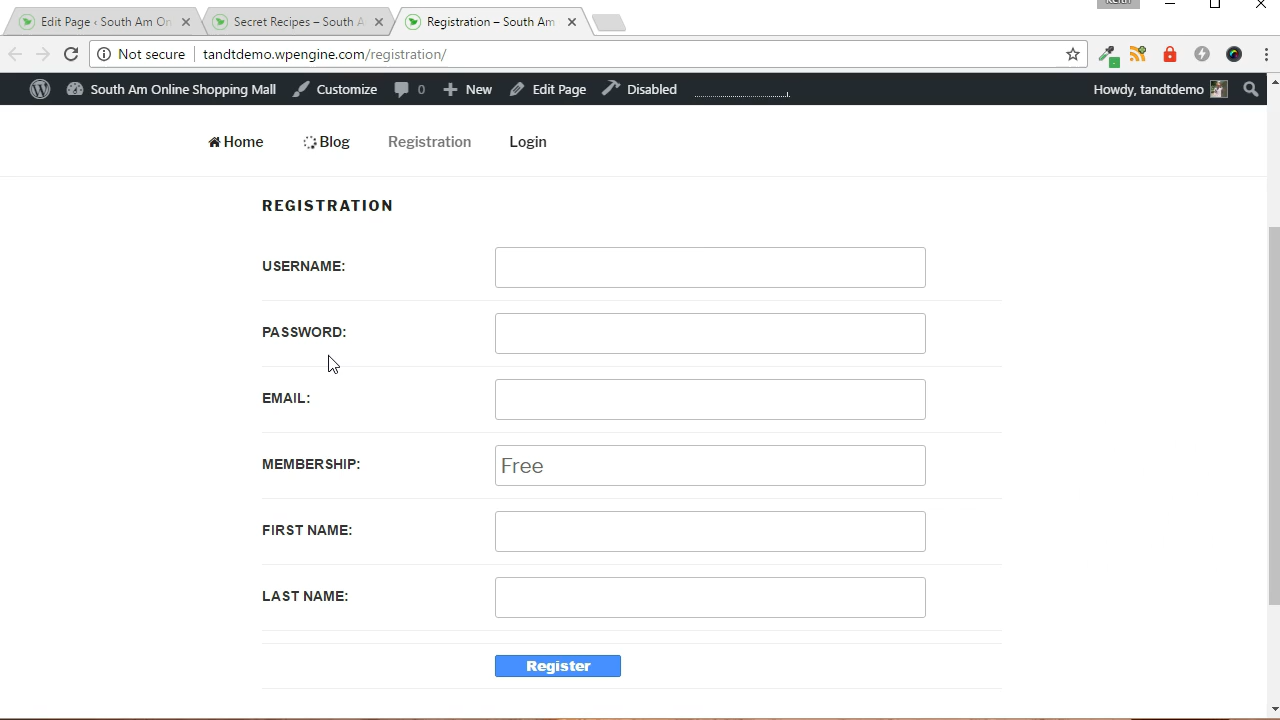 Keith
Edit Page ‹ South Am On
Secret Recipes – South A
Registration – South Am
Not secure
tandtdemo.wpengine.com/registration/
South Am Online Shopping Mall
Customize
0
New
Edit Page
Disabled
Howdy, tandtdemo
Home
Blog
Registration
Login
REGISTRATION
USERNAME:
PASSWORD:
EMAIL:
MEMBERSHIP:
Free
FIRST NAME:
LAST NAME:
Register